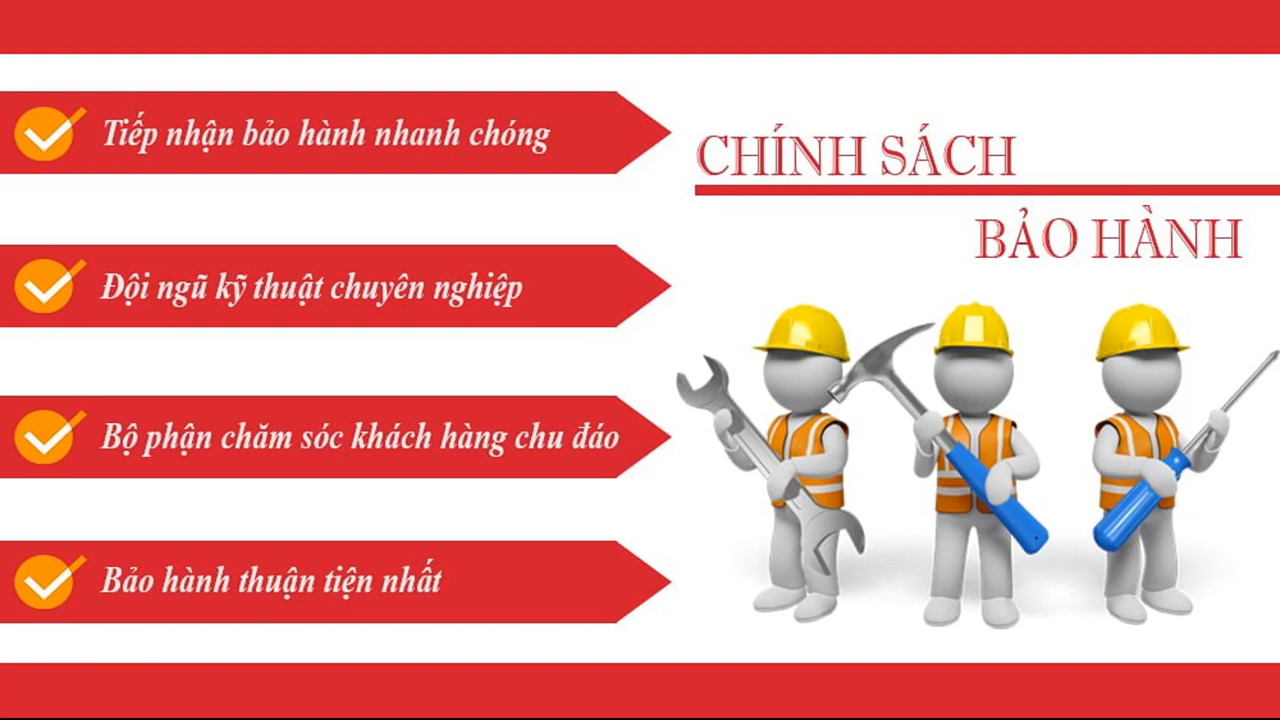 Tiếp nhận bảo hành nhanh chóng
Đội ngũ kỹ thuật chuyên nghiệp
Bộ phận chăm sóc khách hàng chu đáo
Bảo hành thuận tiện nhất
CHÍNH SÁCH
BẢO HÀNH